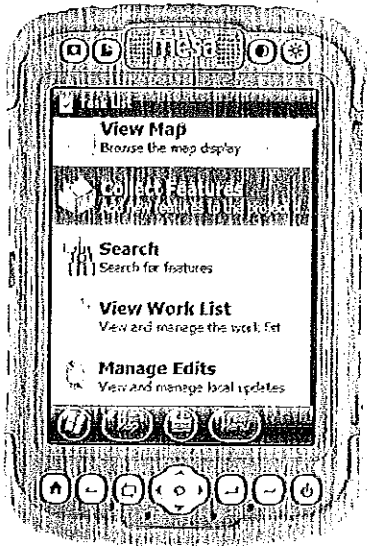 mesa
Menu
View Map
Browse the map display
Collect Features
Search
Search for features
View Work List
View and manage the work list
Manage Edits
View and manage local updates